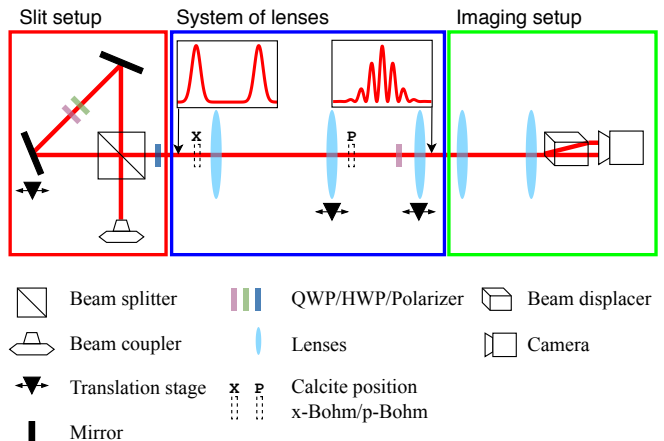 Slit setup
System of lenses
Imaging setup
X
P
Beam splitter
QWP/HWP/Polarizer
Beam displacer
Beam coupler
Lenses
Camera
Translation stage
X P
Calcite position
x-Bohm/p-Bohm
Mirror